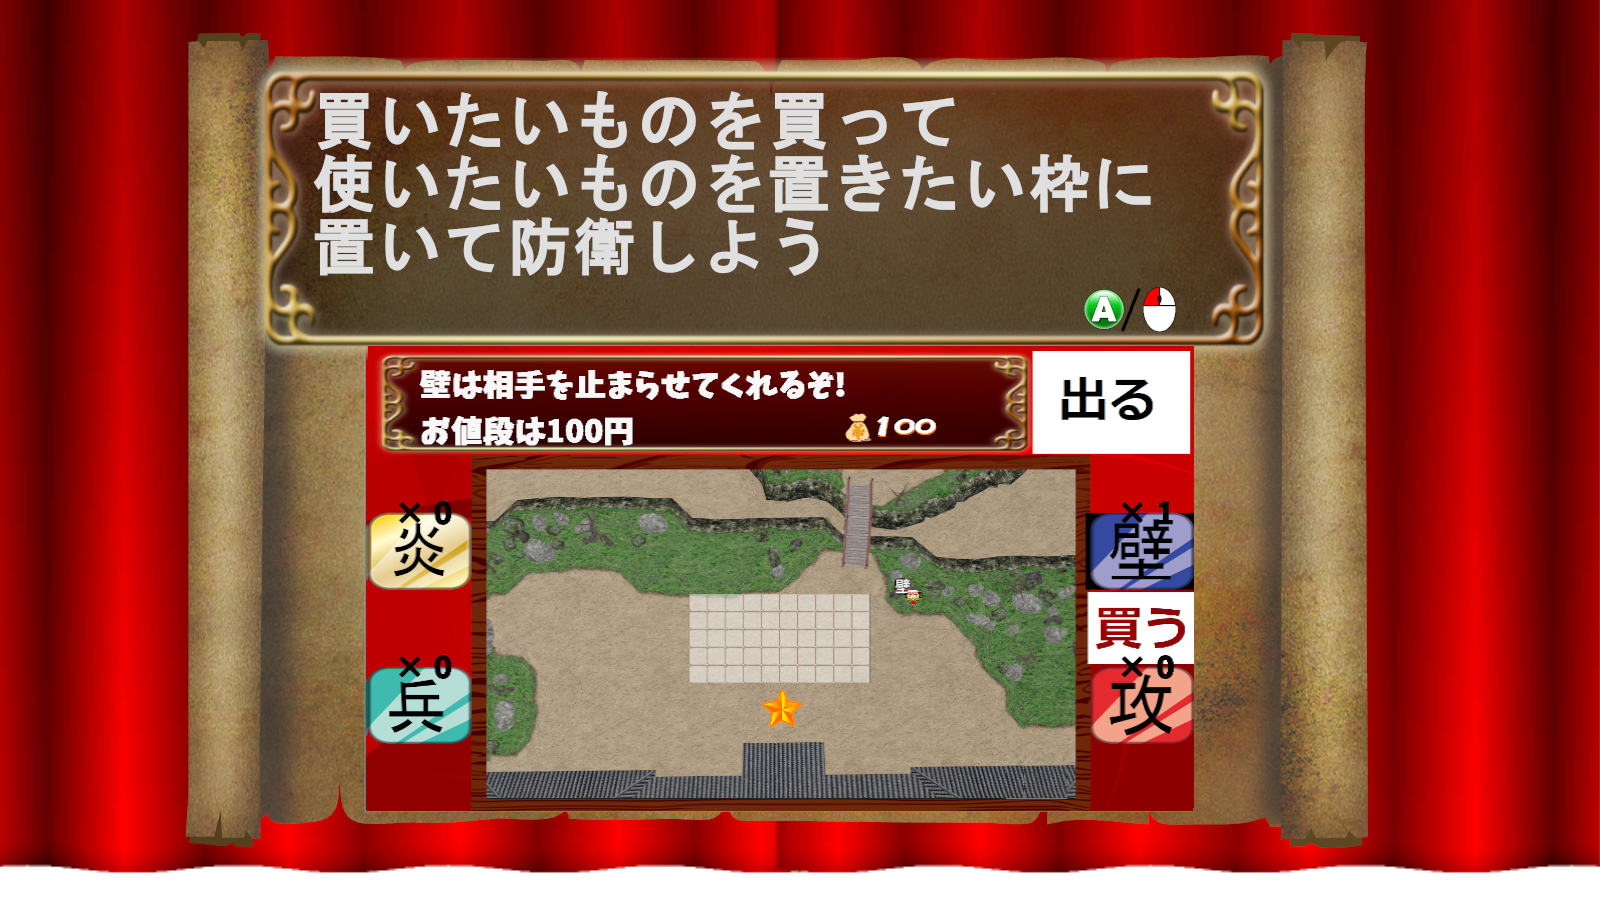 買いたいものを買って
使いたいものを置きたい枠に
置いて防衛しよう
A/
壁は相手を止まらせてくれるぞ!
お値段は100円
100
出る
×0
炎
×1
壁
壁
買う
×0
兵
×0
攻